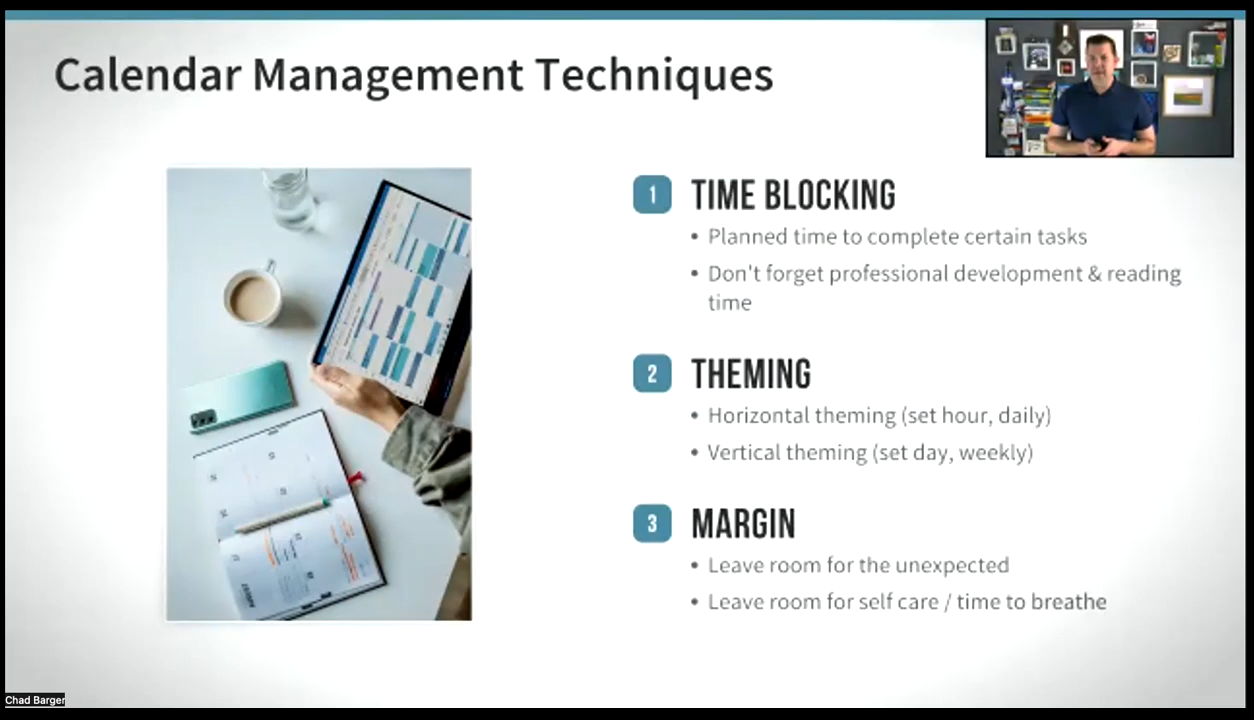 Calendar Management Techniques
1 TIME BLOCKING
• Planned time to complete certain tasks
• Don't forget professional development & reading
time
2 THEMING
• Horizontal theming (set hour, daily)
• Vertical theming (set day, weekly)
3 MARGIN
• Leave room for the unexpected
• Leave room for self care / time to breathe
Chad Barger